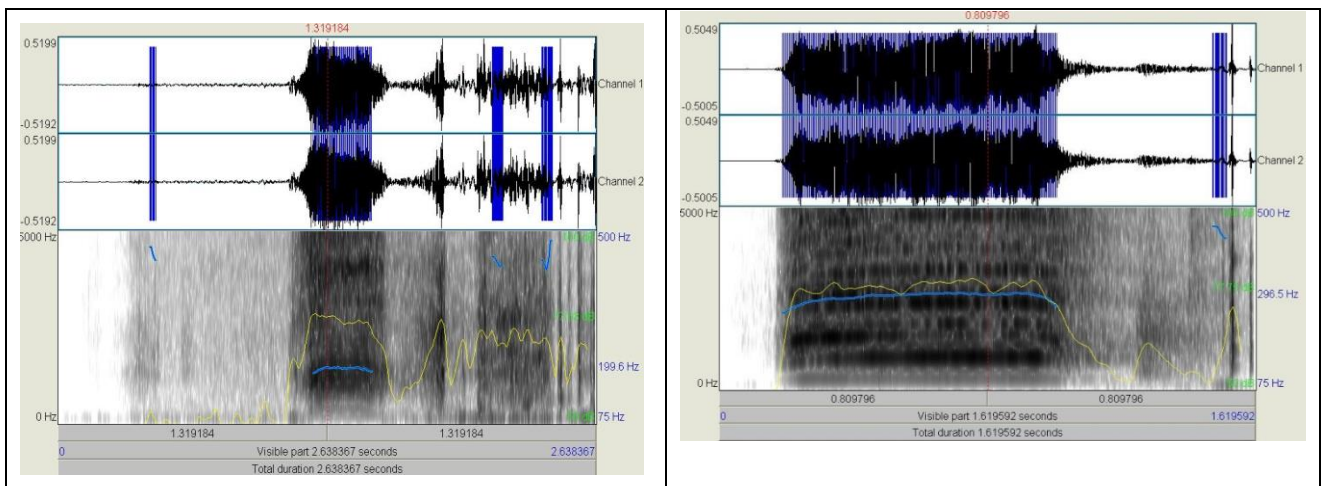 1.319184
0.5199
Channel 1
-0.5192
0.5199
Channel 2
-0.5192
5000 Hz
500 Hz
199.6 Hz
0 Hz
75 Hz
1.319184 1.319184
0 Visible part 2.638367 seconds 2.638367
Total duration 2.638367 seconds
0.809796
0.5049
Channel 1
-0.5005
0.5049
Channel 2
-0.5005
5000 Hz
500 Hz
296.5 Hz
0 Hz
75 Hz
0.809796 0.809796
0 Visible part 1.619592 seconds 1.619592
Total duration 1.619592 seconds